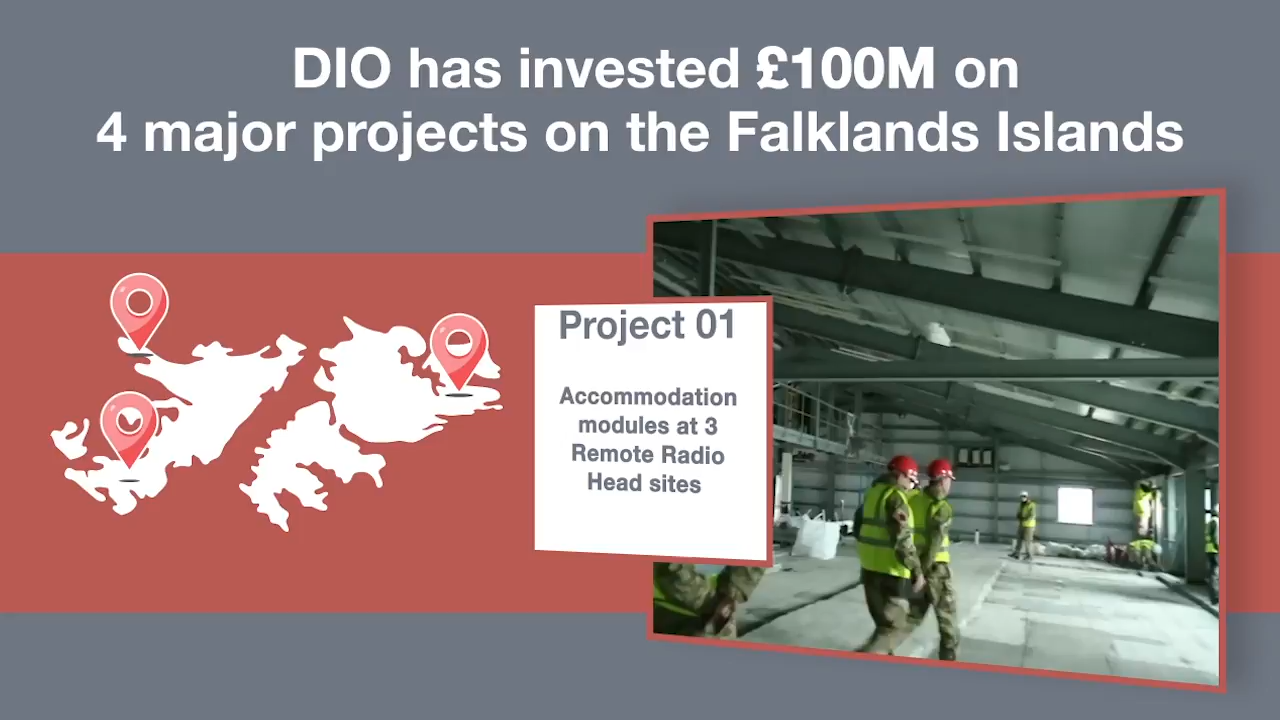 DIO has invested £100M on
4 major projects on the Falklands Islands
Project 01
Accommodation
modules at 3
Remote Radio
Head sites